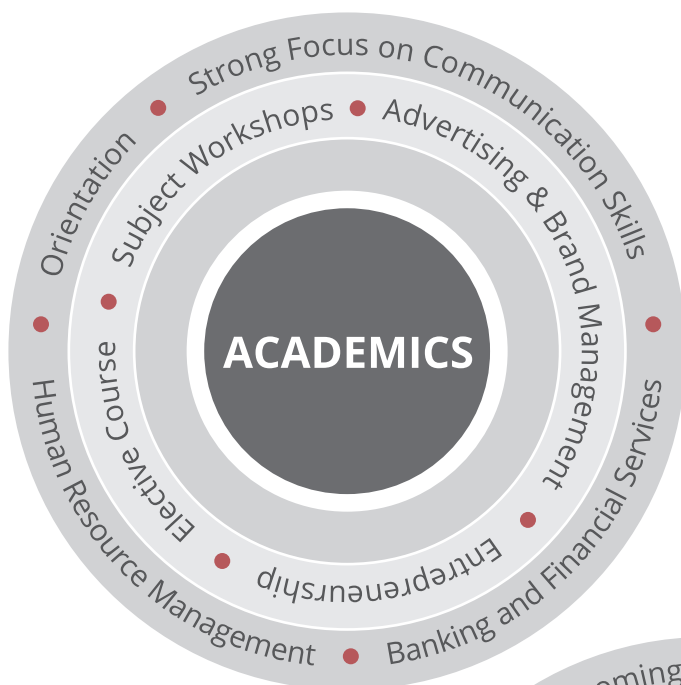 Strong Focus on Communication Skills
Banking and Financial Services
Human Resource Management
Orientation
Subject Workshops
Advertising & Brand Management
Entrepreneurship
Elective Course
ACADEMICS